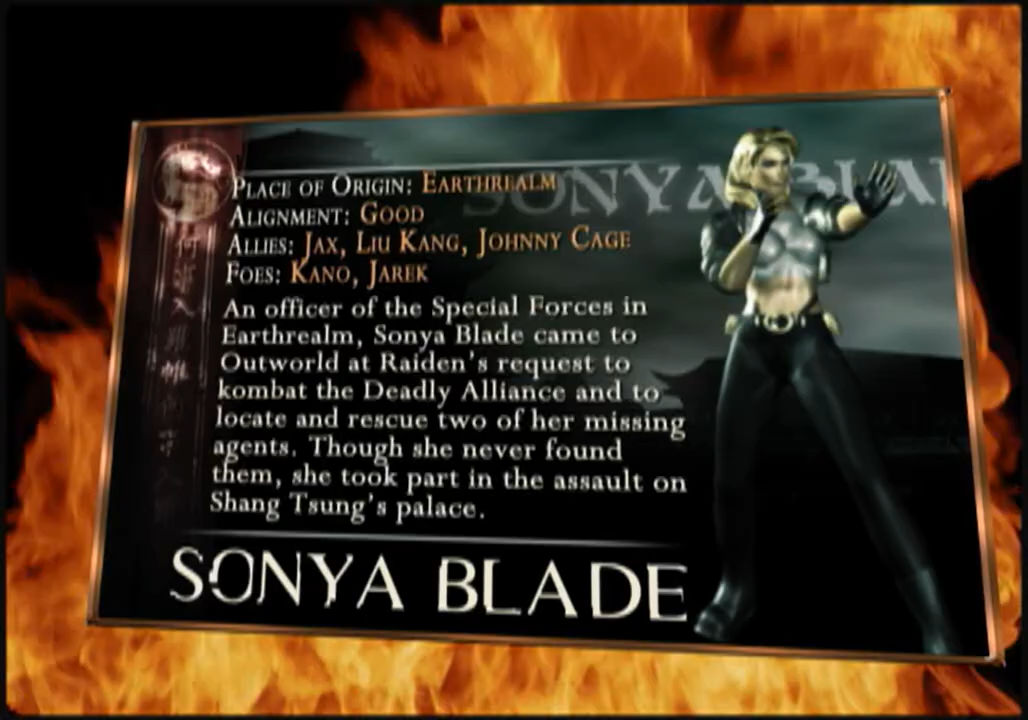 SONYA BLA
PLACE OF ORIGIN: EARTHREALM
ALIGNMENT: GOOD
ALLIES: JAX, LIU KANG, JOHNNY CAGE
FOES: KANO, JAREK
An officer of the Special Forces in
Earthrealm, Sonya Blade came to
Outworld at Raiden's request to
kombat the Deadly Alliance and to
locate and rescue two of her missing
agents. Though she never found
them, she took part in the assault on
Shang Tsung's palace.
SONYA BLADE